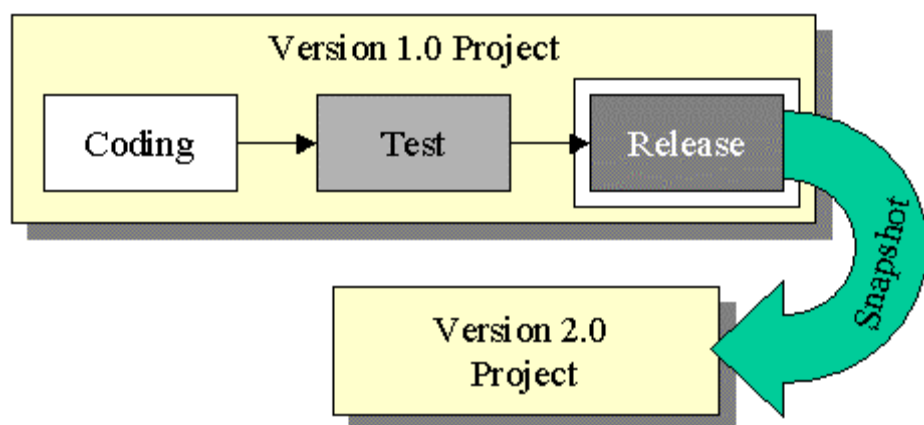 Version 1.0 Project
Coding
Test
Release
Snapshot
Version 2.0
Project